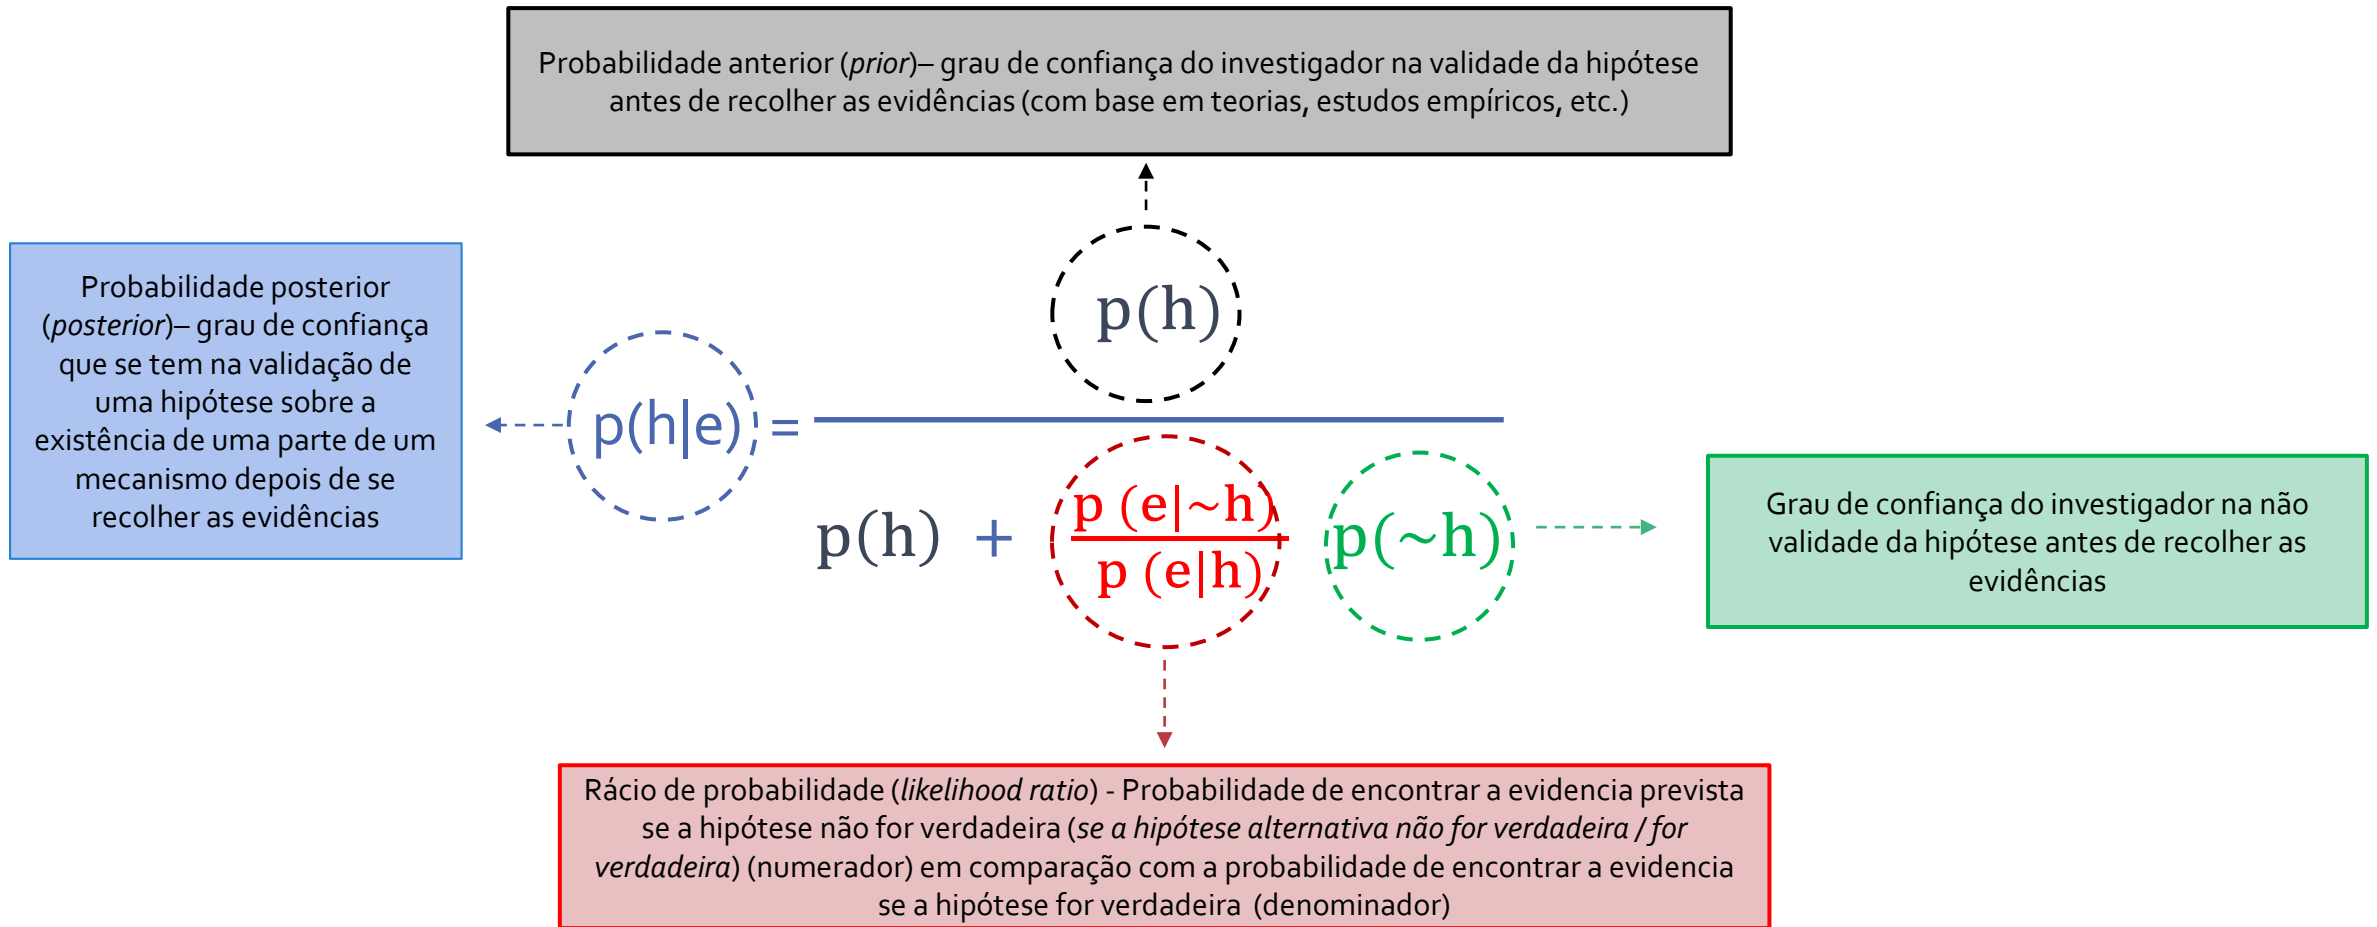 Probabilidade anterior (prior)– grau de confiança do investigador na validade da hipótese
antes de recolher as evidências (com base em teorias, estudos empíricos, etc.)
Probabilidade posterior
(posterior)– grau de confiança
que se tem na validação de
uma hipótese sobre a
existência de uma parte de um
mecanismo depois de se
recolher as evidências
p(h)
p(h|e) =
p(h) + p (e|~h) / p (e|h) p(~h)
Grau de confiança do investigador na não
validade da hipótese antes de recolher as
evidências
Rácio de probabilidade (likelihood ratio) - Probabilidade de encontrar a evidencia prevista
se a hipótese não for verdadeira (se a hipótese alternativa não for verdadeira / for
verdadeira) (numerador) em comparação com a probabilidade de encontrar a evidencia
se a hipótese for verdadeira (denominador)